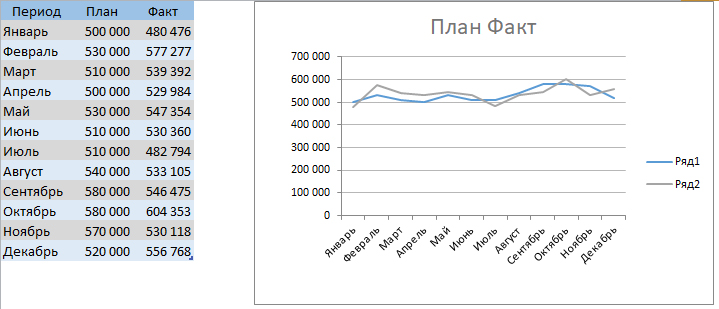 Период План Факт
Январь 500 000 480 476
Февраль 530 000 577 277
Март 510 000 539 392
Апрель 500 000 529 984
Май 530 000 547 354
Июнь 510 000 530 360
Июль 510 000 482 794
Август 540 000 533 105
Сентябрь 580 000 546 475
Октябрь 580 000 604 353
Ноябрь 570 000 530 118
Декабрь 520 000 556 768
План Факт
700 000
600 000
500 000
400 000
300 000
200 000
100 000
0
Январь Февраль Март Апрель Май Июнь Июль Август Сентябрь Октябрь Ноябрь Декабрь
Ряд1
Ряд2